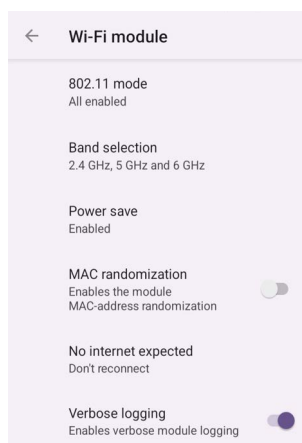 Wi-Fi module
802.11 mode
All enabled
Band selection
2.4 GHz, 5 GHz and 6 GHz
Power save
Enabled
MAC randomization
Enables the module
MAC-address randomization
No internet expected
Don't reconnect
Verbose logging
Enables verbose module logging